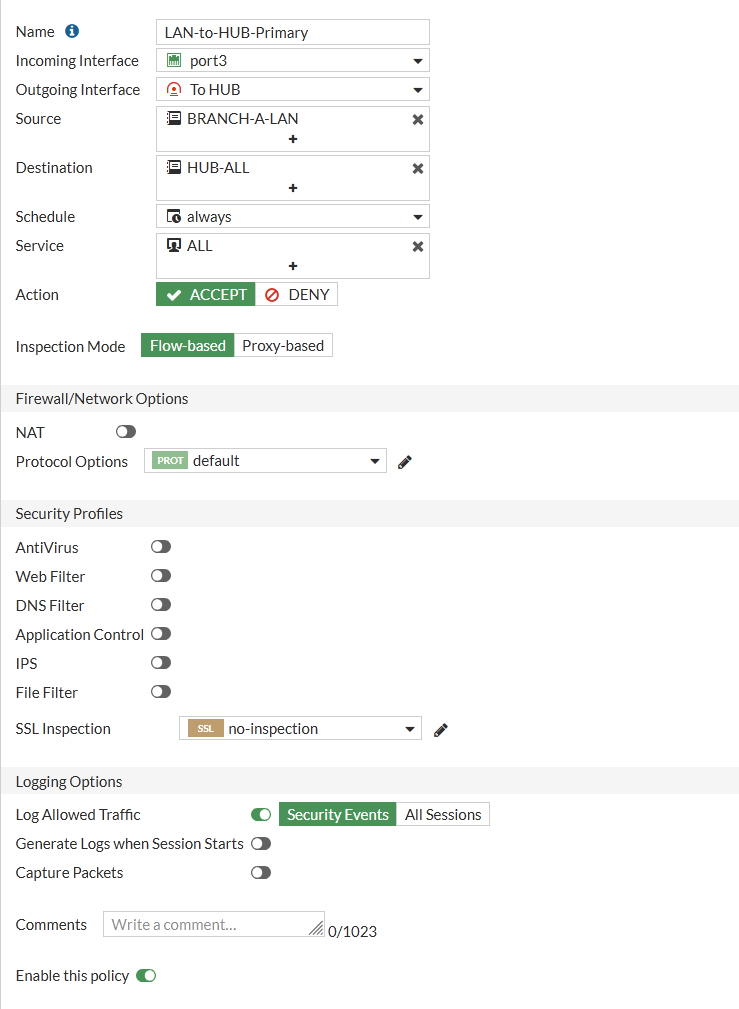 Name
LAN-to-HUB-Primary
Incoming Interface port3
Outgoing Interface To HUB
Source BRANCH-A-LAN
+
Destination HUB-ALL
+
Schedule always
Service ALL
+
Action ACCEPT DENY
Inspection Mode Flow-based Proxy-based
Firewall/Network Options
NAT
Protocol Options PROT default
Security Profiles
AntiVirus
Web Filter
DNS Filter
Application Control
IPS
File Filter
SSL Inspection SSL no-inspection
Logging Options
Log Allowed Traffic Security Events All Sessions
Generate Logs when Session Starts
Capture Packets
Comments Write a comment... 0/1023
Enable this policy